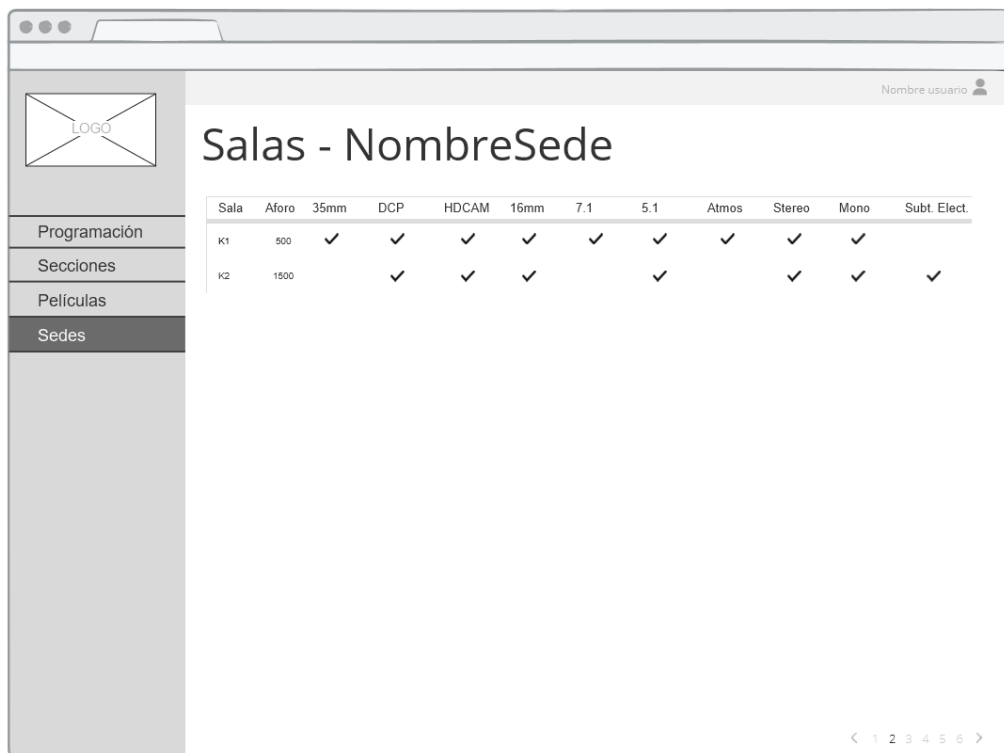 Nombre usuario
LOGO
Salas - NombreSede
Programación
Secciones
Películas
Sedes
Sala Aforo 35mm DCP HDCAM 16mm 7.1 5.1 Atmos Stereo Mono Subt. Elect.
K1 500 ✓ ✓ ✓ ✓ ✓ ✓ ✓ ✓ ✓
K2 1500 ✓ ✓ ✓ ✓ ✓ ✓ ✓
< 1 2 3 4 5 6 >